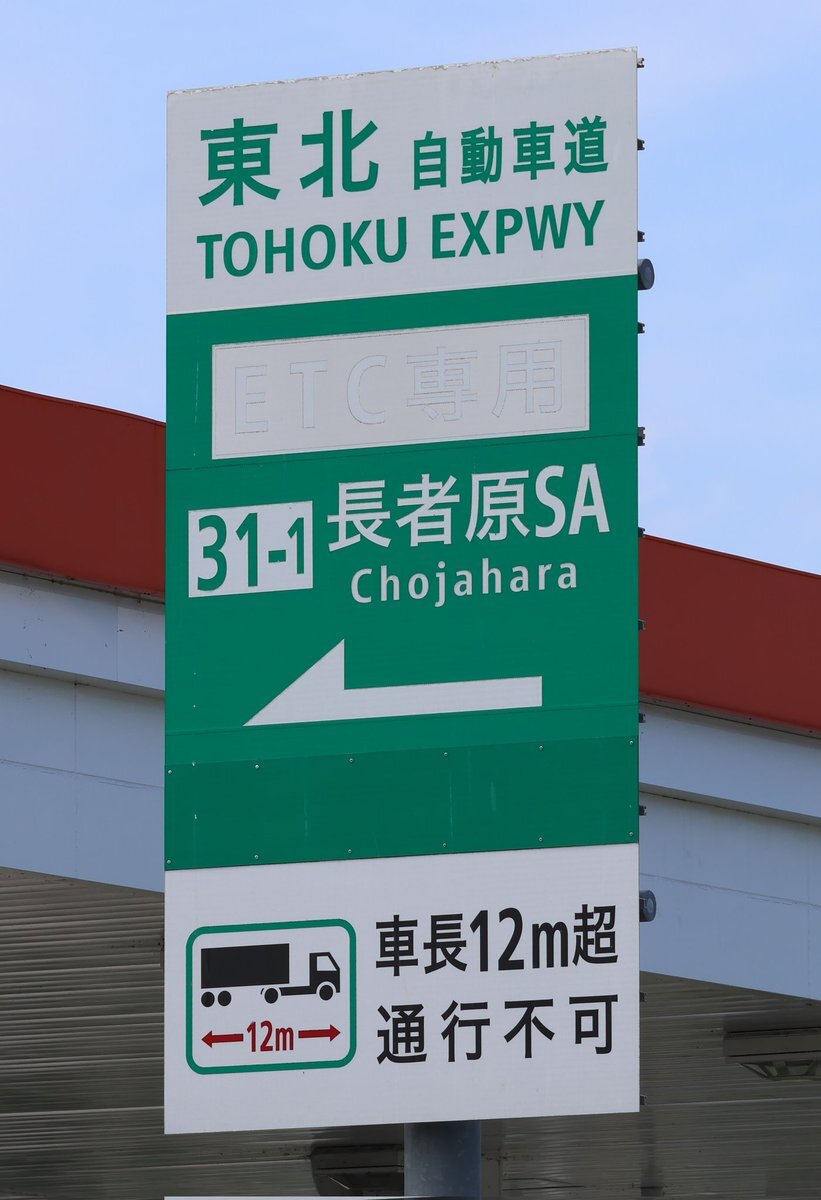 東北自動車道
TOHOKU EXPWY
ETC専用
31-1 長者原SA
Chojahara
車長12m超
通行不可
12m